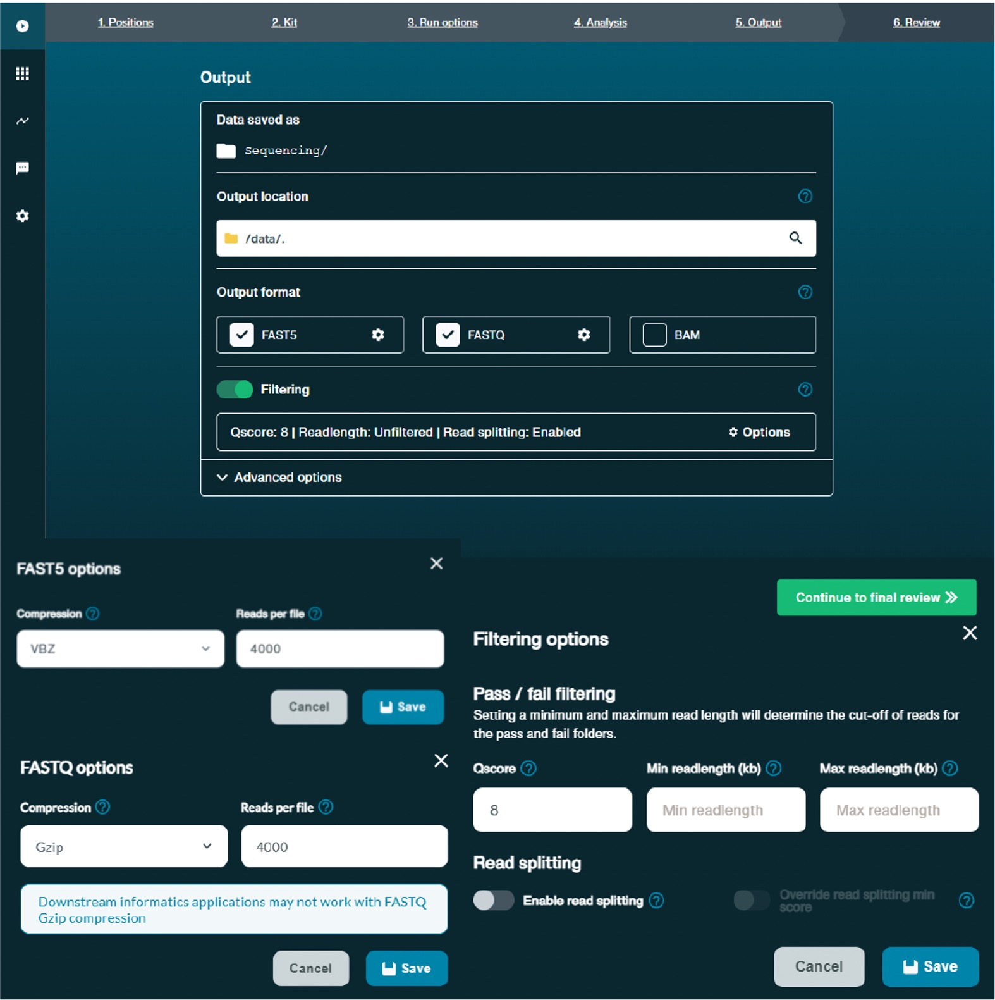 1. Positions
2. Kit
3. Run options
4. Analysis
5. Output
6. Review
Output
Data saved as
Sequencing/
Output location
/data/.
Output format
FAST5
FASTQ
BAM
Filtering
Qscore: 8 | Readlength: Unfiltered | Read splitting: Enabled
Options
Advanced options
Continue to final review
FAST5 options
Compression
Reads per file
VBZ
4000
Cancel
Save
FASTQ options
Compression
Reads per file
Gzip
4000
Downstream informatics applications may not work with FASTQ
Gzip compression
Cancel
Save
Filtering options
Pass / fail filtering
Setting a minimum and maximum read length will determine the cut-off of reads for
the pass and fail folders.
Qscore
Min readlength (kb)
Max readlength (kb)
8
Min readlength
Max readlength
Read splitting
Enable read splitting
Override read splitting min
score
Cancel
Save